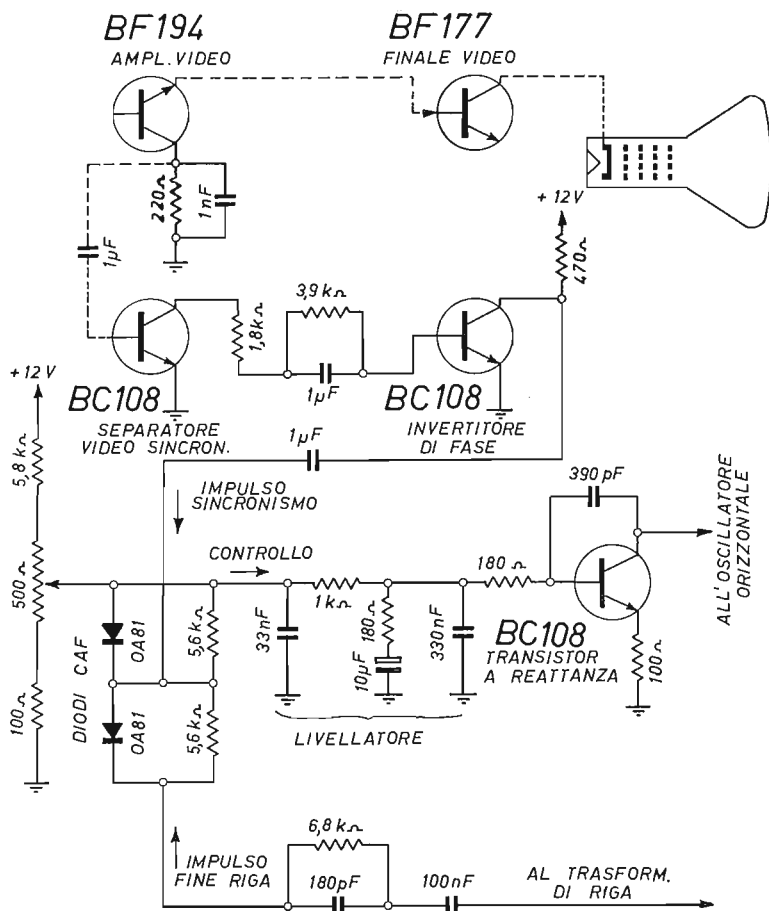 BF194
AMPL. VIDEO
BF177
FINALE VIDEO
220Ω
1nF
1µF
+ 12 V
470Ω
3,9 kΩ
1,8kΩ
1µF
+ 12 V
BC108
SEPARATORE
VIDEO SINCRON.
BC108
INVERTITORE
DI FASE
1µF
5,8 kΩ
IMPULSO
SINCRONISMO
390 pF
ALL'OSCILLATORE
ORIZZONTALE
CONTROLLO
180 Ω
500Ω
DIODI CAF
OA81
5,6 kΩ
33nF
1kΩ
180Ω
10µF
330nF
BC108
TRANSISTOR
A REATTANZA
100Ω
100Ω
OA81
5,6 kΩ
LIVELLATORE
6,8 kΩ
IMPULSO
FINE RIGA
180pF
100nF
AL TRASFORM.
DI RIGA